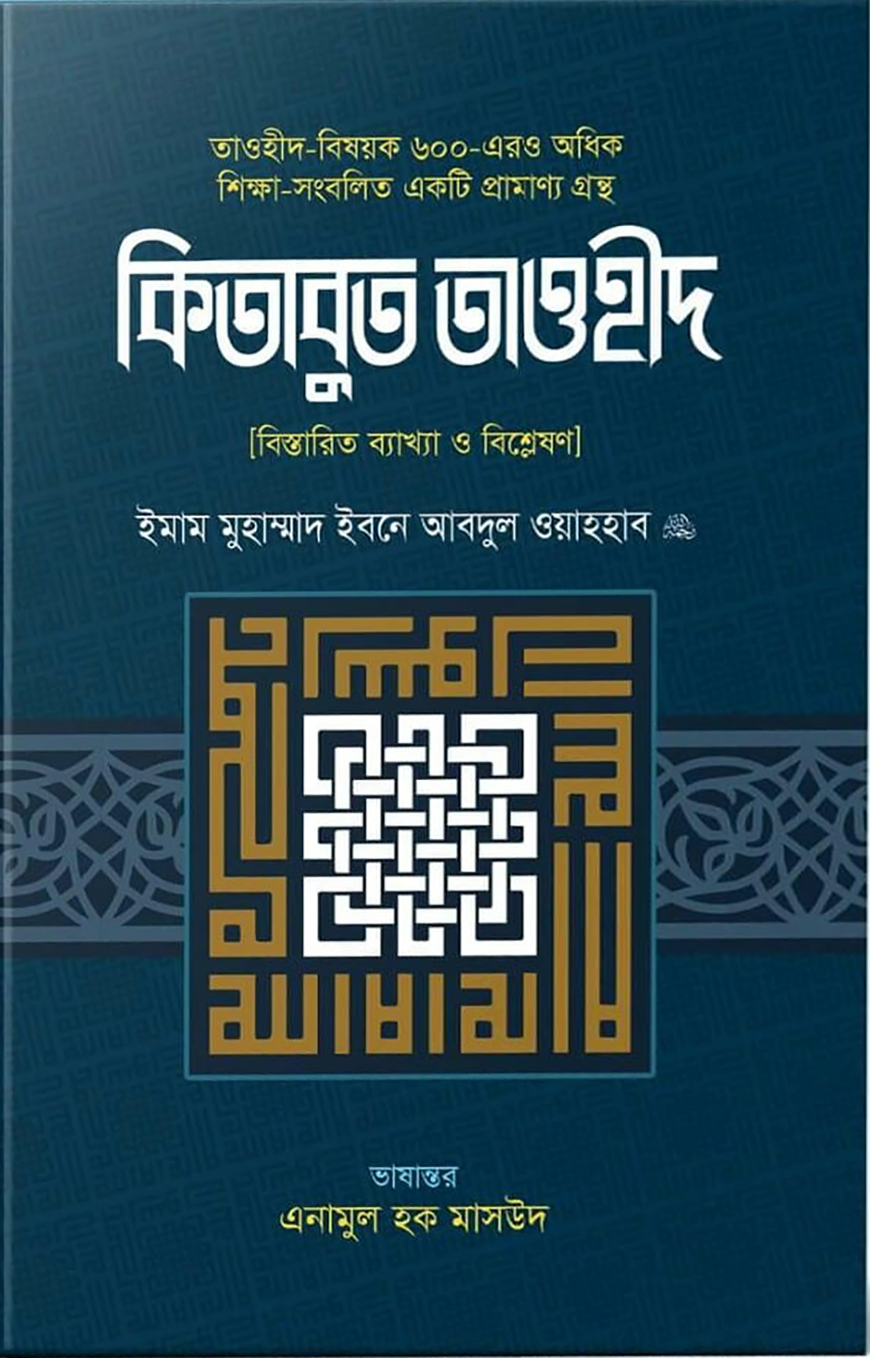 তাওহীদ-বিষয়ক ৬০০-এরও অধিক
শিক্ষা-সংবলিত একটি প্রামাণ্য গ্রন্থ
কিতাবুত তাওহীদ
[বিস্তারিত ব্যাখ্যা ও বিশ্লেষণ]
ইমাম মুহাম্মাদ ইবনে আবদুল ওয়াহহাব
ভাষান্তর
এনামুল হক মাসউদ